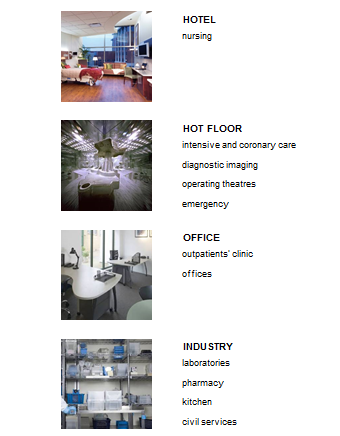 HOTEL
nursing
HOT FLOOR
intensive and coronary care
diagnostic imaging
operating theatres
emergency
OFFICE
outpatients' clinic
offices
INDUSTRY
laboratories
pharmacy
kitchen
civil services